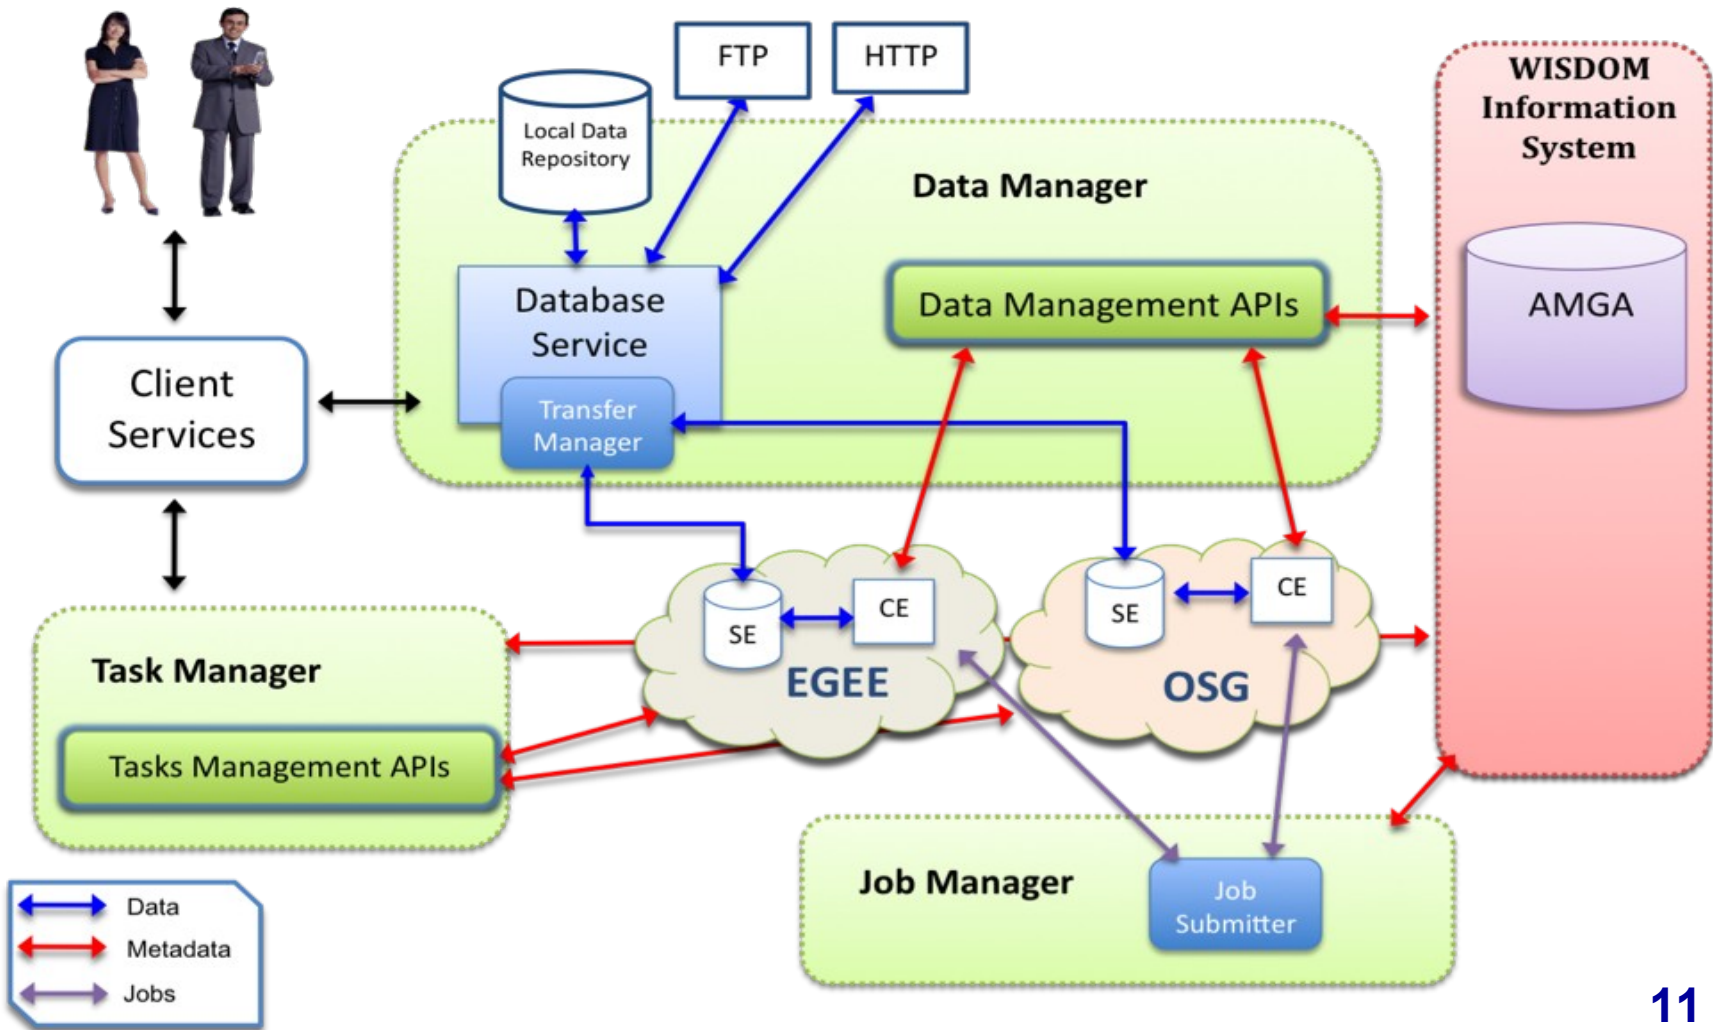 FTP
HTTP
WISDOM
Information
System
Local Data
Repository
Data Manager
Database
Service
Data Management APIs
AMGA
Client
Services
Transfer
Manager
SE
CE
EGEE
SE
CE
OSG
Task Manager
Tasks Management APIs
Job Manager
Job
Submitter
Data
Metadata
Jobs
11